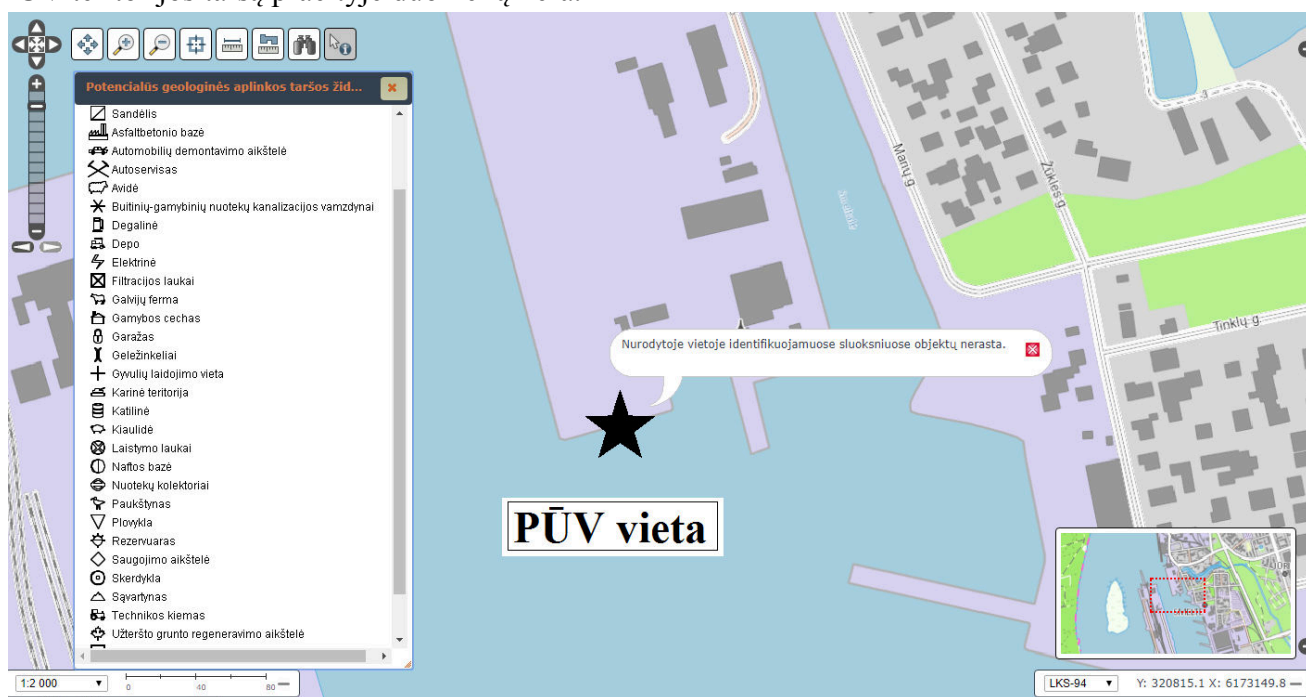 Potencialūs geologinės aplinkos taršos žid...
Sandėlis
Asfaltbetonio bazė
Automobilių demontavimo aikštelė
Autoservisas
Avidė
Buitinių-gamybinių nuotekų kanalizacijos vamzdynai
Degalinė
Depo
Elektrinė
Filtracijos laukai
Galvijų ferma
Gamybos cechas
Garažas
Geležinkeliai
Gyvulių laidojimo vieta
Karinė teritorija
Katilinė
Kiaulidė
Laistymo laukai
Naftos bazė
Nuotekų kolektoriai
Paukštynas
Plovykla
Rezervuaras
Saugojimo aikštelė
Skerdykla
Sąvartynas
Technikos kiemas
Užteršto grunto regeneravimo aikštelė
Marių g.
Žūklės g.
Tinklų g.
Nurodytoje vietoje identifikuojamuose sluoksniuose objektų nerasta.
PŪV vieta
1:2 000
0 40 80
LKS-94
Y: 320815.1 X: 6173149.8